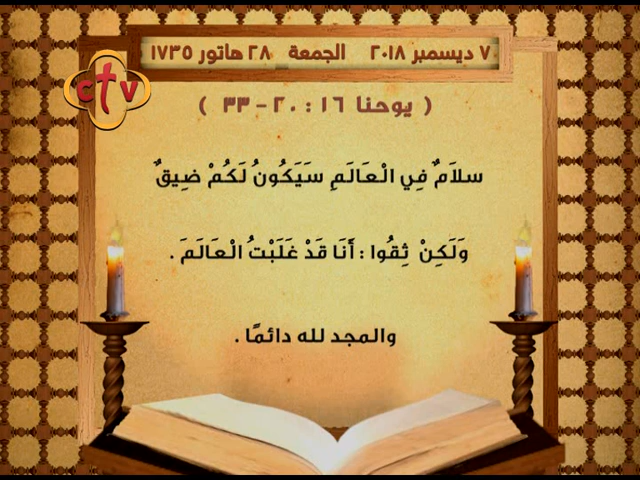 ٧ ديسمبر ٢٠١٨ الجمعة ٢٨ هاتور ١٧٣٥
ctv
( يوحنا ١٦ : ٢٠ - ٣٣ )
سلاَمٌ فِي الْعَالَمِ سَيَكُونُ لَكُمْ ضِيقٌ
وَلَكِنْ ثِقُوا : أَنَا قَدْ غَلَبْتُ الْعَالَمَ .
والمجد لله دائمًا .